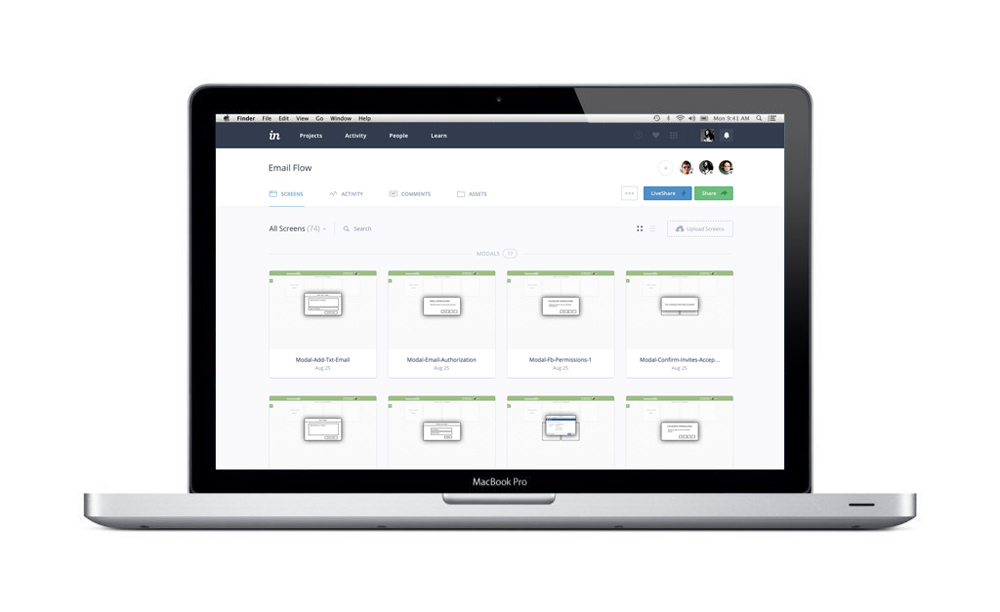 Finder File Edit View Go Window Help Mon 9:41 AM
in Projects Activity People Learn
Email Flow
SCREENS ACTIVITY COMMENTS ASSETS LiveShare Share
All Screens (74) Search Upload Screens
MODALS 17
Modal-Add-Txt-Email Modal-Email-Authorization Modal-Fb-Permissions-1 Modal-Confirm-Invites-Accep...
Aug 25 Aug 25 Aug 25 Aug 25
MacBook Pro